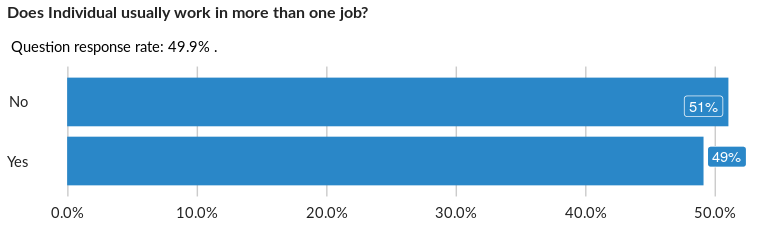 Does Individual usually work in more than one job?
Question response rate: 49.9% .
No
51%
Yes
49%
0.0% 10.0% 20.0% 30.0% 40.0% 50.0%